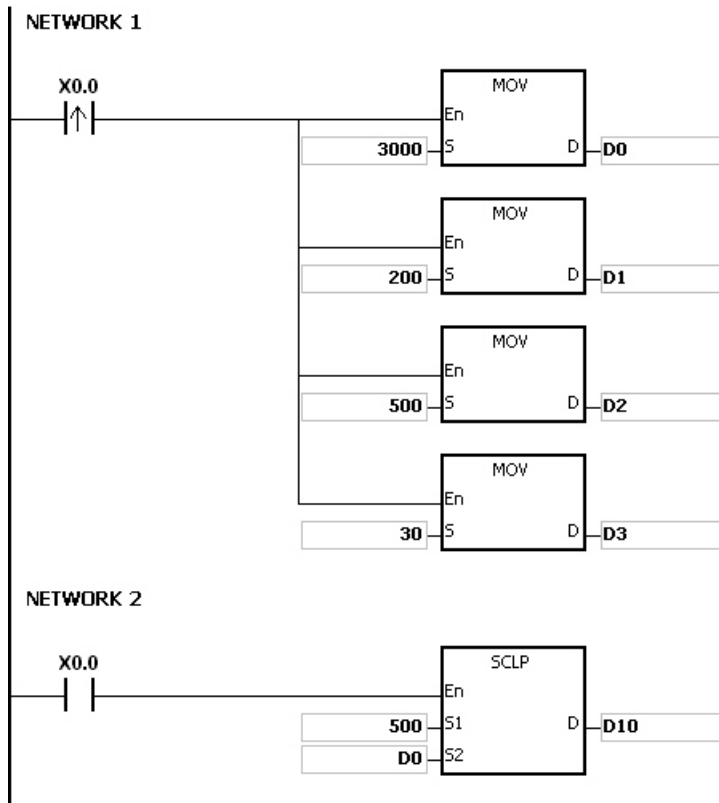 NETWORK 1
X0.0
MOV
En
3000 S D D0
MOV
En
200 S D D1
MOV
En
500 S D D2
MOV
En
30 S D D3
NETWORK 2
X0.0
SCLP
En
500 S1 D D10
D0 S2